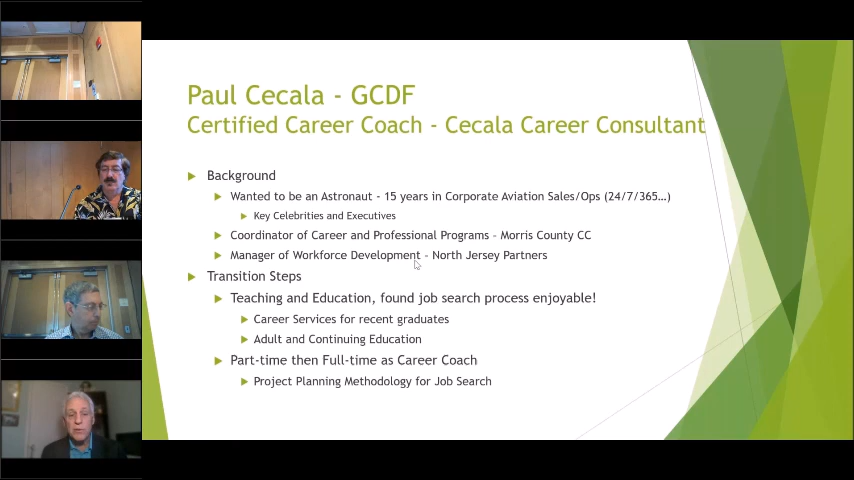 Paul Cecala - GCDF
Certified Career Coach - Cecala Career Consultant
Background
Wanted to be an Astronaut - 15 years in Corporate Aviation Sales/Ops (24/7/365…)
Key Celebrities and Executives
Coordinator of Career and Professional Programs - Morris County CC
Manager of Workforce Development - North Jersey Partners
Transition Steps
Teaching and Education, found job search process enjoyable!
Career Services for recent graduates
Adult and Continuing Education
Part-time then Full-time as Career Coach
Project Planning Methodology for Job Search